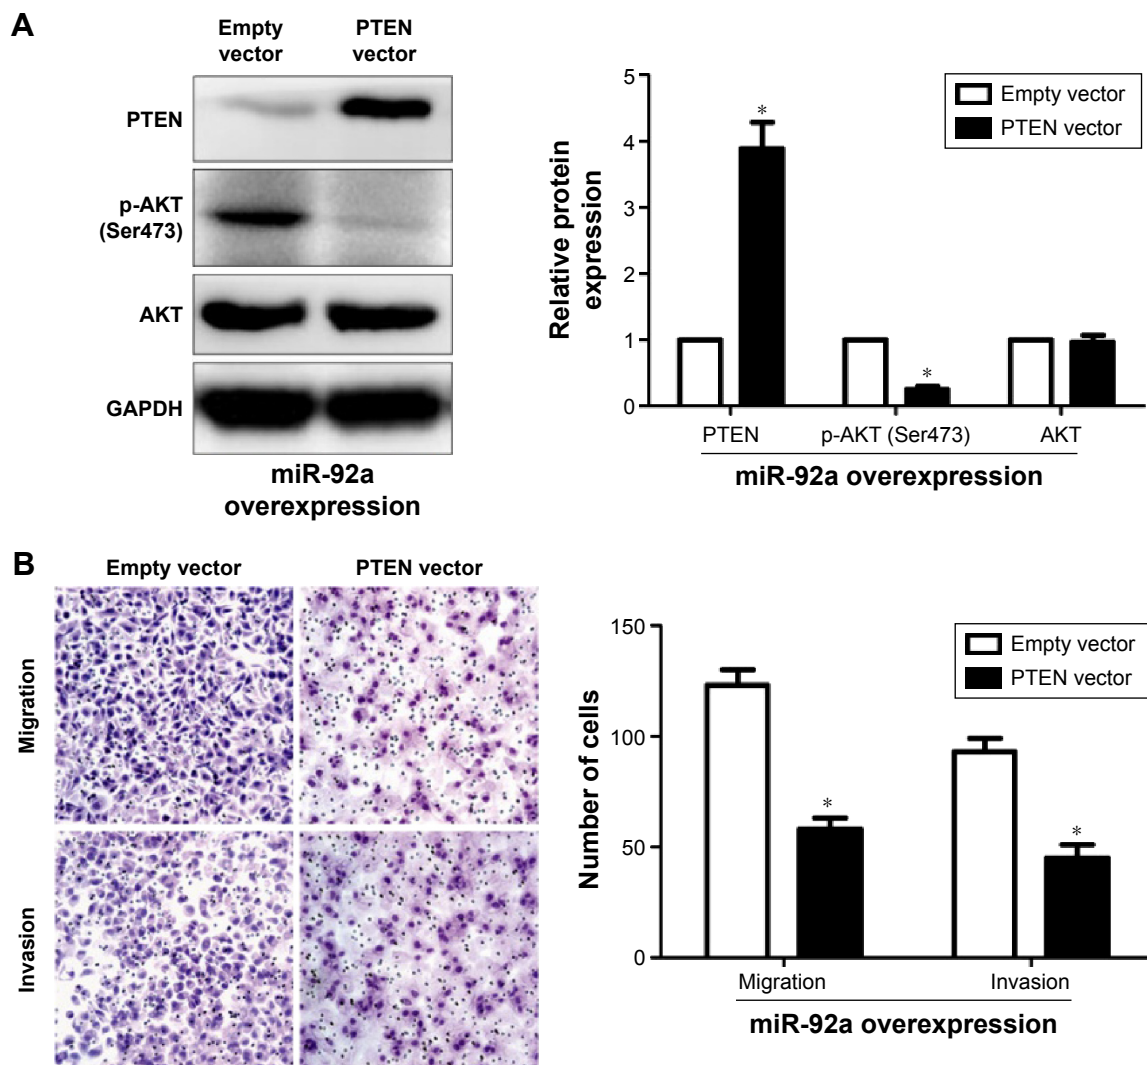 A
Empty
vector
PTEN
vector
PTEN
p-AKT
(Ser473)
AKT
GAPDH
miR-92a
overexpression
Relative protein
expression
5
4
3
2
1
0
*
*
Empty vector
PTEN vector
PTEN
p-AKT (Ser473)
AKT
miR-92a overexpression
B
Empty vector
PTEN vector
Migration
Invasion
Number of cells
150
100
50
0
*
*
Empty vector
PTEN vector
Migration
Invasion
miR-92a overexpression